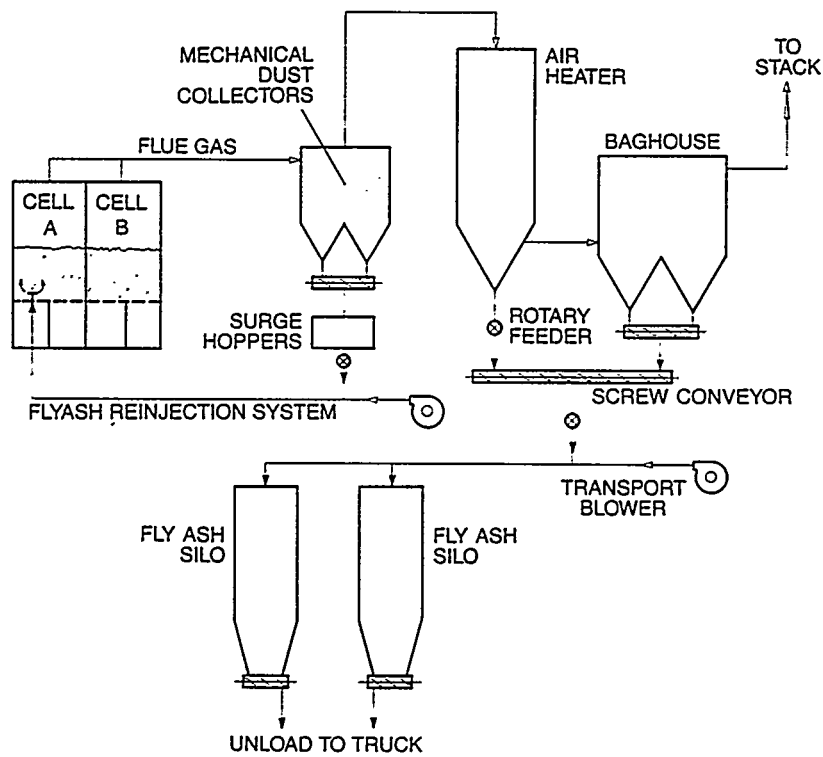 MECHANICAL
DUST
COLLECTORS
AIR
HEATER
TO
STACK
FLUE GAS
BAGHOUSE
CELL
A
CELL
B
SURGE
HOPPERS
ROTARY
FEEDER
SCREW CONVEYOR
FLYASH REINJECTION SYSTEM
TRANSPORT
BLOWER
FLY ASH
SILO
FLY ASH
SILO
UNLOAD TO TRUCK